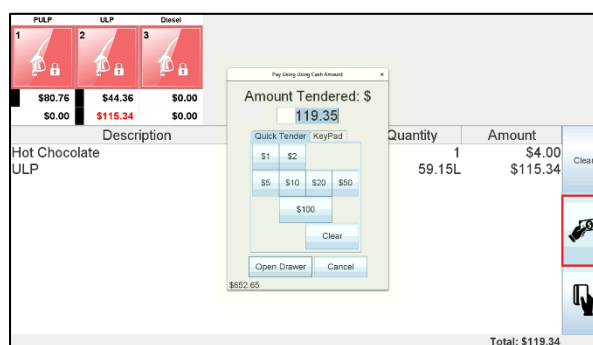 PULP ULP Diesel
1 2 3
$80.76 $44.36 $0.00
$0.00 $115.34 $0.00
Pay Using Using Cash Amount x
Amount Tendered: $
119.35
Quick Tender KeyPad
$1 $2
$5 $10 $20 $50
$100
Clear
Open Drawer Cancel
$652.65
Description Quantity Amount
Hot Chocolate 1 $4.00
ULP 59.15L $115.34
Clear
Total: $119.34